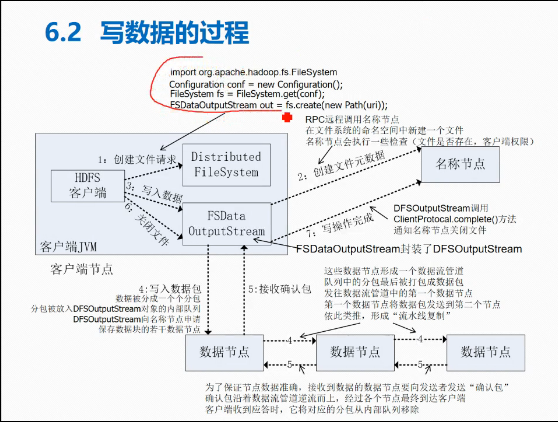 6.2 写数据的过程
import org.apache.hadoop.fs.FileSystem
Configuration conf = new Configuration();
FileSystem fs = FileSystem.get(conf);
FSDataOutputStream out = fs.create(new Path(uri));
RPC远程调用名称节点
在文件系统的命名空间中新建一个文件
名称节点会执行一些检查（文件是否存在，客户端权限）
1: 创建文件请求
Distributed
FileSystem
2: 创建文件元数据
名称节点
HDFS
客户端
3: 写入数据
6: 关闭文件
FSData
OutputStream
7: 写操作完成
DFSOutputStream调用
ClientProtocal.complete()方法
通知名称节点关闭文件
客户端JVM
客户端节点
FSDataOutputStream封装了DFSOutputStream
4:写入数据包
数据被分成一个个分包
分包被放入DFSOutputStream对象的内部队列
DFSOutputStream向名称节点申请
保存数据块的若干数据节点
5:接收确认包
这些数据节点形成一个数据流管道
队列中的分包最后被打包成数据包
发往数据流管道中的第一个数据节点
第一个数据节点将数据包发送到第二个节点
依此类推，形成“流水线复制”
数据节点
4
5
数据节点
4
5
数据节点
为了保证节点数据准确，接收到数据的数据节点要向发送者发送“确认包”
确认包沿着数据流管道逆流而上，经过各个节点最终到达客户端
客户端收到应答时，它将对应的分包从内部队列移除